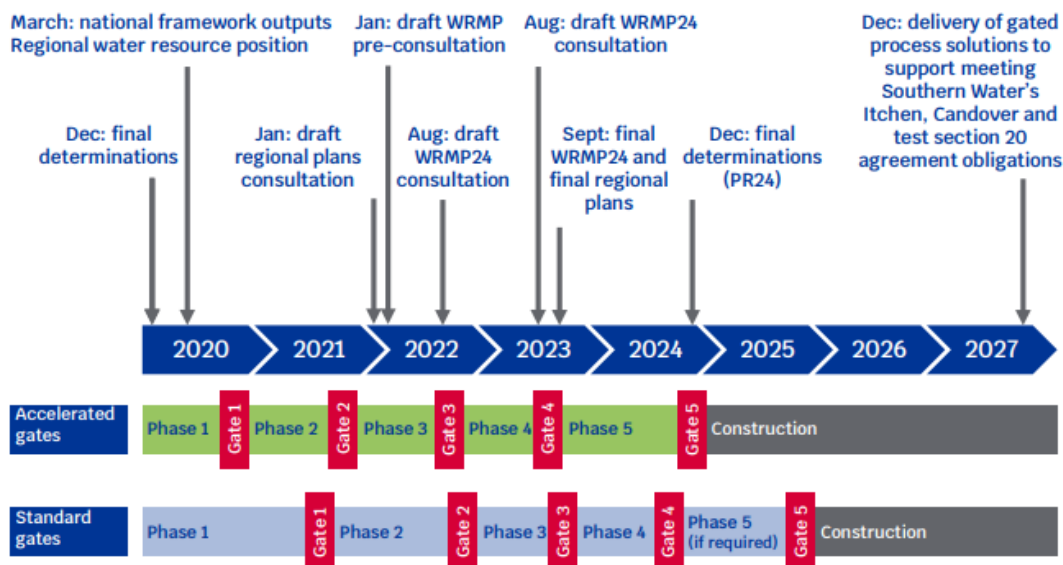 March: national framework outputs
Regional water resource position
Jan: draft WRMP
pre-consultation
Aug: draft WRMP24
consultation
Dec: delivery of gated
process solutions to
support meeting
Southern Water's
Itchen, Candover and
test section 20
agreement obligations
Dec: final
determinations
Jan: draft
regional plans
consultation
Aug: draft
WRMP24
consultation
Sept: final
WRMP24 and
final regional
plans
Dec: final
determinations
(PR24)
2020
2021
2022
2023
2024
2025
2026
2027
Accelerated
gates
Phase 1
Gate 1
Phase 2
Gate 2
Phase 3
Gate 3
Phase 4
Gate 4
Phase 5
Gate 5
Construction
Standard
gates
Phase 1
Gate 1
Phase 2
Gate 2
Phase 3
Gate 3
Phase 4
Gate 4
Phase 5
(if required)
Gate 5
Construction